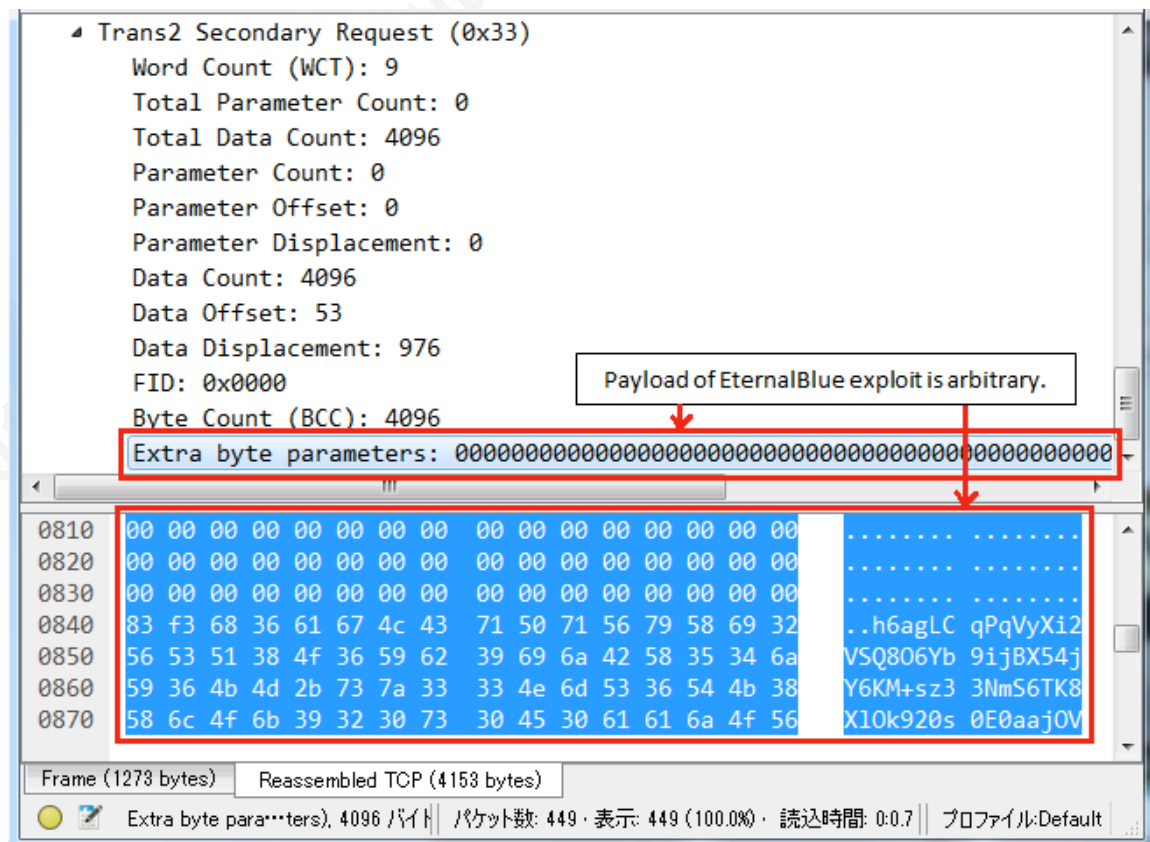 Trans2 Secondary Request (0x33)
Word Count (WCT): 9
Total Parameter Count: 0
Total Data Count: 4096
Parameter Count: 0
Parameter Offset: 0
Parameter Displacement: 0
Data Count: 4096
Data Offset: 53
Data Displacement: 976
FID: 0x0000
Payload of EternalBlue exploit is arbitrary.
Byte Count (BCC): 4096
Extra byte parameters: 00000000000000000000000000000000000000000000000
0810 00 00 00 00 00 00 00 00 00 00 00 00 00 00 00 00 ........ ........
0820 00 00 00 00 00 00 00 00 00 00 00 00 00 00 00 00 ........ ........
0830 00 00 00 00 00 00 00 00 00 00 00 00 00 00 00 00 ........ ........
0840 83 f3 68 36 61 67 4c 43 71 50 71 56 79 58 69 32 ..h6agLC qPqVyXi2
0850 56 53 51 38 4f 36 59 62 39 69 6a 42 58 35 34 6a VSQ8O6Yb 9ijBX54j
0860 59 36 4b 4d 2b 73 7a 33 33 4e 6d 53 36 54 4b 38 Y6KM+sz3 3NmS6TK8
0870 58 6c 4f 6b 39 32 30 73 30 45 30 61 61 6a 4f 56 XlOk920s 0E0aajOV
Frame (1273 bytes) Reassembled TCP (4153 bytes)
Extra byte para…ters), 4096 バイト パケット数: 449 · 表示: 449 (100.0%) · 読込時間: 0:0.7 プロファイル:Default